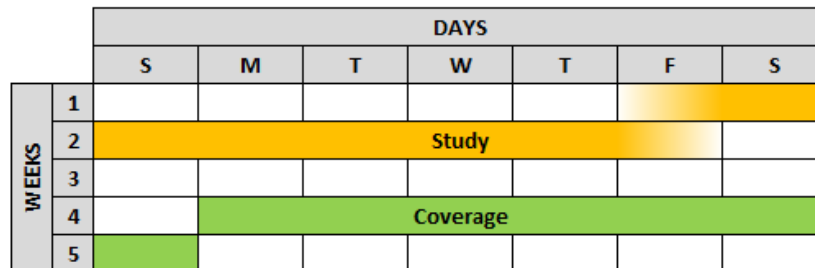 DAYS
S M T W T F S
WEEKS
1
2 Study
3
4 Coverage
5